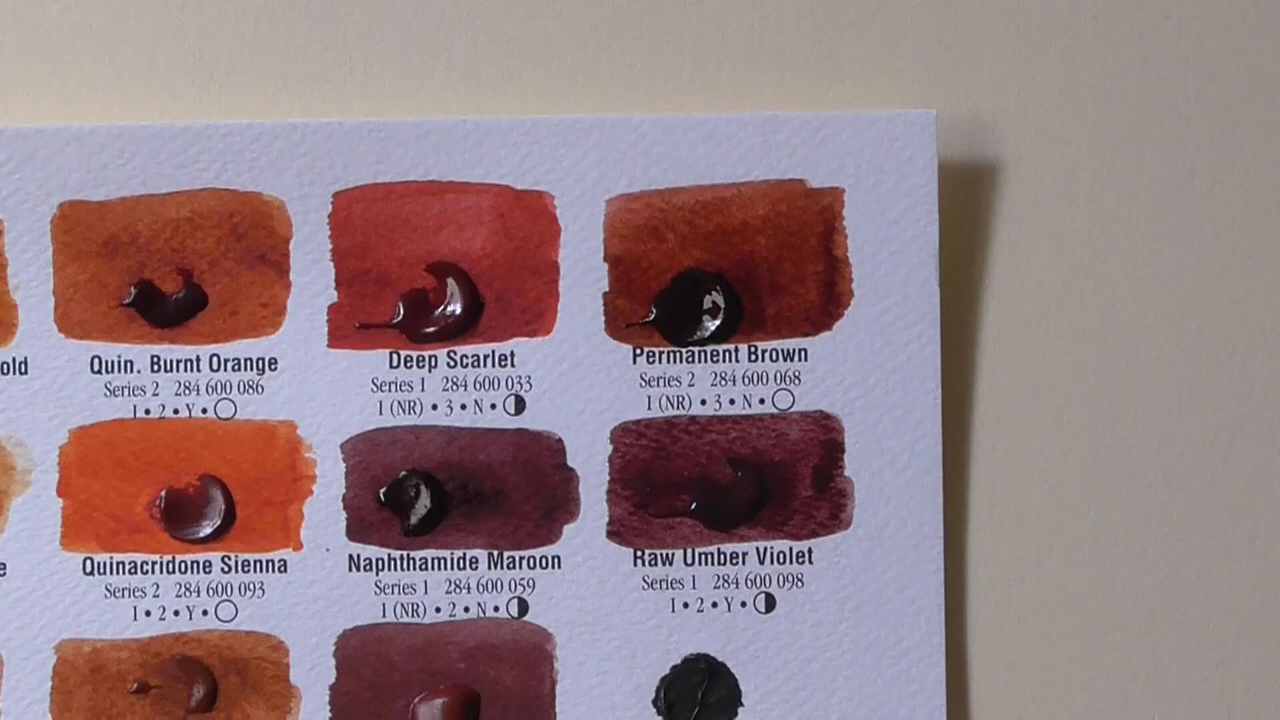 old
Quin. Burnt Orange
Series 2 284 600 086
I • 2 • Y •
Deep Scarlet
Series 1 284 600 033
I (NR) • 3 • N •
Permanent Brown
Series 2 284 600 068
I (NR) • 3 • N •
e
Quinacridone Sienna
Series 2 284 600 093
I • 2 • Y •
Naphthamide Maroon
Series 1 284 600 059
I (NR) • 2 • N •
Raw Umber Violet
Series 1 284 600 098
I • 2 • Y •